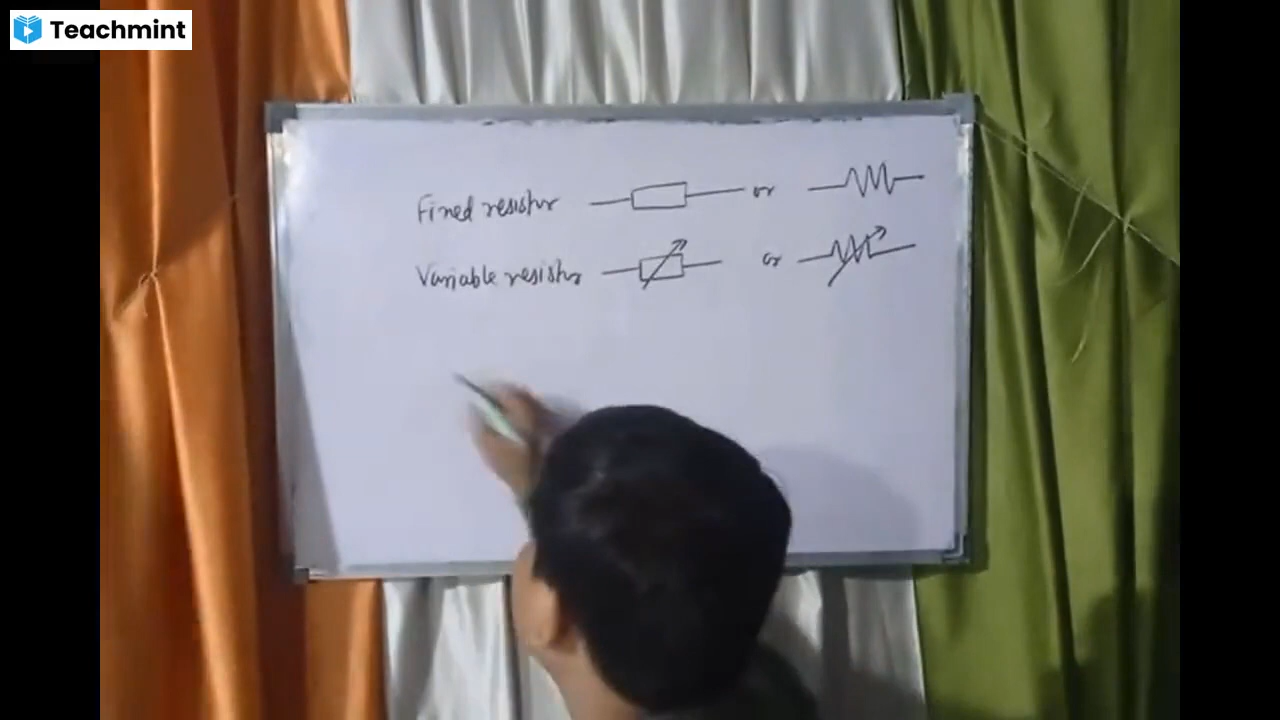 Teachmint
Fixed resistor or
Variable resistor or